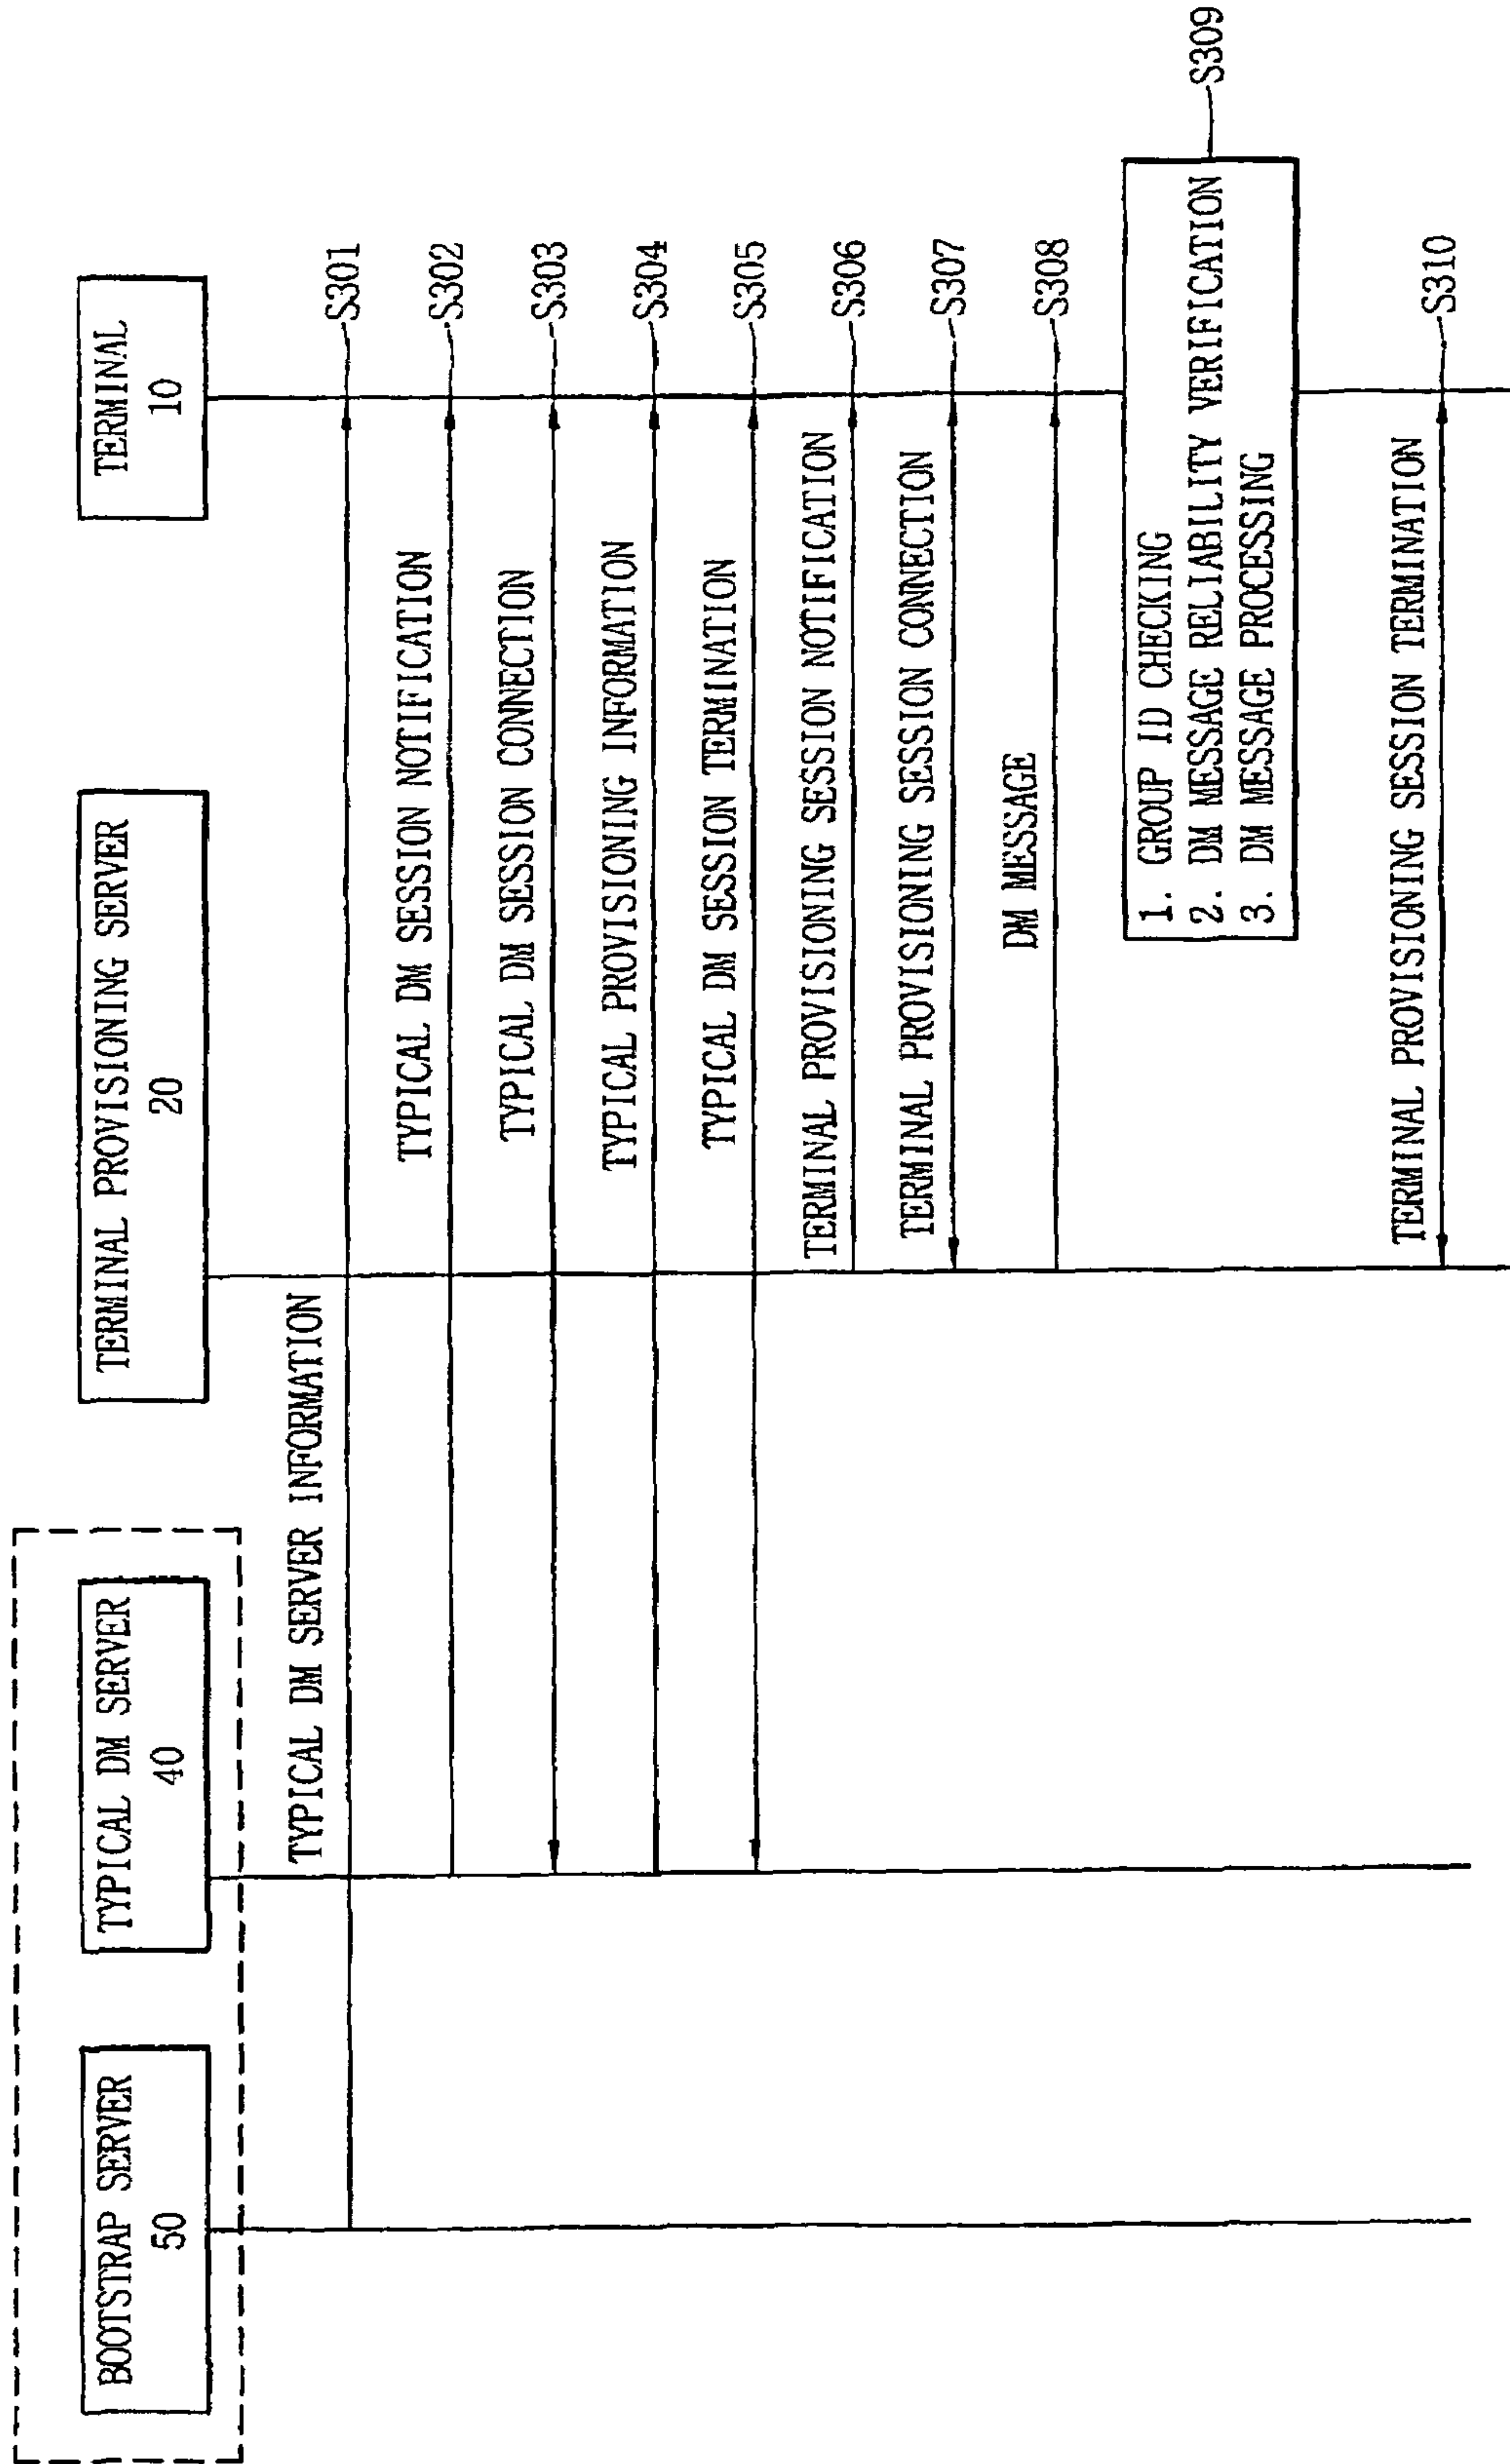 BOOTSTRAP SERVER
50
TYPICAL DM SERVER
40
TERMINAL PROVISIONING SERVER
20
TERMINAL
10
TYPICAL DM SERVER INFORMATION
S301
TYPICAL DM SESSION NOTIFICATION
S302
TYPICAL DM SESSION CONNECTION
S303
TYPICAL PROVISIONING INFORMATION
S304
TYPICAL DM SESSION TERMINATION
S305
TERMINAL PROVISIONING SESSION NOTIFICATION
S306
TERMINAL PROVISIONING SESSION CONNECTION
S307
DM MESSAGE
S308
1. GROUP ID CHECKING
2. DM MESSAGE RELIABILITY VERIFICATION
3. DM MESSAGE PROCESSING
S309
TERMINAL PROVISIONING SESSION TERMINATION
S310